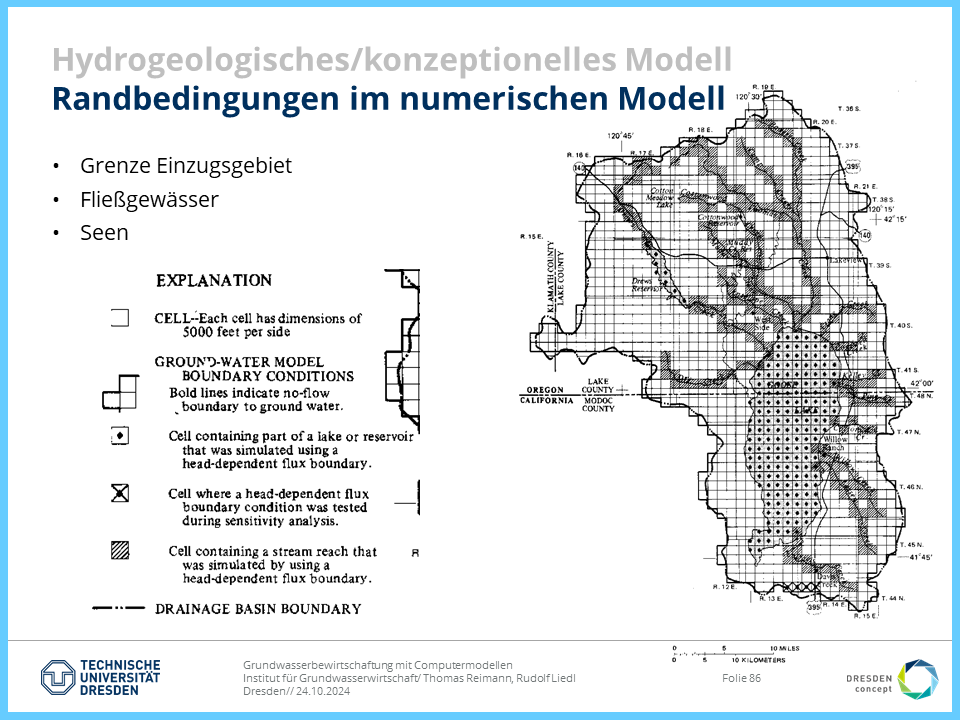 Hydrogeologisches/konzeptionelles Modell
Randbedingungen im numerischen Modell
• Grenze Einzugsgebiet
• Fließgewässer
• Seen
EXPLANATION
CELL--Each cell has dimensions of
5000 feet per side
GROUND-WATER MODEL
BOUNDARY CONDITIONS
Bold lines indicate no-flow
boundary to ground water.
Cell containing part of a lake or reservoir
that was simulated using a
head-dependent flux boundary.
Cell where a head-dependent flux
boundary condition was tested
during sensitivity analysis.
Cell containing a stream reach that
was simulated by using a
head-dependent flux boundary.
DRAINAGE BASIN BOUNDARY
R
R. 19 E.
120°30'
T. 36 S.
R. 20 E.
R. 18 E.
120°45'
T. 37 S.
R. 17 E.
R. 16 E.
140
395
R. 21 E.
T. 38 S.
120°15'
42°15'
Cotton
Meadow
Lake
Cottonwood
Cottonwood
Reservoir
Muddy
Creek
140
R. 15 E.
KLAMATH COUNTY
LAKE COUNTY
Lakeview
T. 39 S.
Drews
Reservoir
West
Side
T. 40 S.
T. 41 S.
42°00'
T. 48 N.
GOOSE
LAKE
OREGON
CALIFORNIA
LAKE
COUNTY
MODOC
COUNTY
T. 47 N.
Willow
Ranch
T. 46 N.
T. 45 N.
41°45'
Davis
Creek
R. 12 E.
R. 13 E.
395
R. 14 E.
R. 15 E.
T. 44 N.
0 5 10 MILES
0 5 10 KILOMETERS
TECHNISCHE
UNIVERSITÄT
DRESDEN
Grundwasserbewirtschaftung mit Computermodellen
Institut für Grundwasserwirtschaft/ Thomas Reimann, Rudolf Liedl
Dresden// 24.10.2024
Folie 86
DRESDEN
concept